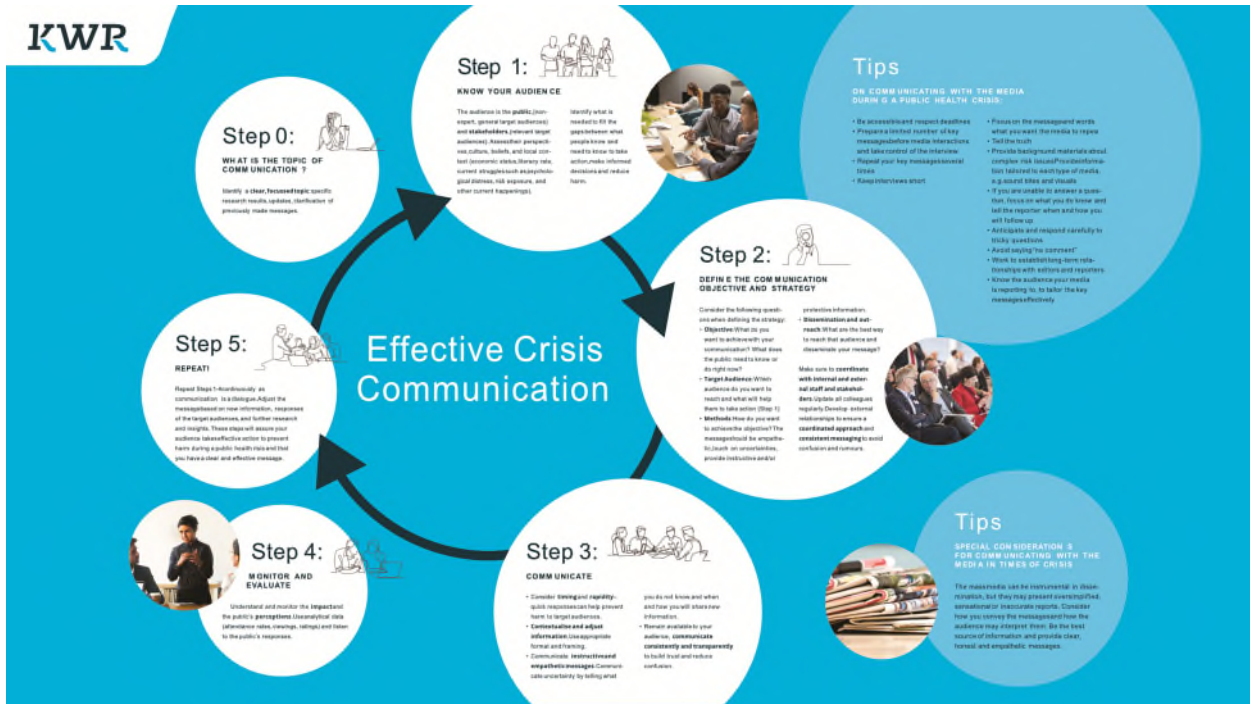 KWR
Step 0:
WHAT IS THE TOPIC OF
COMMUNICATION ?
Identify a clear, focussed topic: specific
research results, updates, clarification of
previously made messages.
Step 1:
KNOW YOUR AUDIENCE
The audience is the public, (non-
expert, general target audiences)
and stakeholders, (relevant target
audiences). Assess their perspecti-
ves, culture, beliefs, and local con-
text (economic status, literary rate,
current struggles such as psycholo-
gical distress, risk exposure, and
other current happenings).
Identify what is
needed to fill the
gaps between what
people know and
need to know to take
action, make informed
decisions and reduce
harm.
Step 2:
DEFINE THE COMMUNICATION
OBJECTIVE AND STRATEGY
Consider the following questi-
ons when defining the strategy:
• Objective: What do you
want to achieve with your
communication? What does
the public need to know or
do right now?
• Target Audience: Which
audience do you want to
reach and what will help
them to take action (Step 1)
• Methods: How do you want
to achieve the objective? The
message should be empathe-
tic, touch on uncertainties,
provide instructive and/or
protective information.
• Dissemination and out-
reach: What are the best way
to reach that audience and
disseminate your message?
Make sure to coordinate
with internal and exter-
nal staff and stakehol-
ders. Update all colleagues
regularly. Develop external
relationships to ensure a
coordinated approach and
consistent messaging to avoid
confusion and rumours.
Effective Crisis
Communication
Step 3:
COMMUNICATE
• Consider timing and rapidity–
quick responses can help prevent
harm to target audiences.
• Contextualise and adjust
information. Use appropriate
format and framing.
• Communicate instructive and
empathetic messages. Communi-
cate uncertainty by telling what
you do not know and when
and how you will share new
information.
• Remain available to your
audience, communicate
consistently and transparently
to build trust and reduce
confusion.
Step 4:
MONITOR AND
EVALUATE
Understand and monitor the impact and
the public's perceptions. Use analytical data
(attendance rates, viewings, ratings) and listen
to the public's responses.
Step 5:
REPEAT!
Repeat Steps 1-4 continuously as
communication is a dialogue. Adjust the
message based on new information, responses
of the target audiences, and further research
and insights. These steps will assure your
audience takes effective action to prevent
harm during a public health risis and that
you have a clear and effective message.
Tips
ON COMMUNICATING WITH THE MEDIA
DURING A PUBLIC HEALTH CRISIS:
• Be accessible and respect deadlines
• Prepare a limited number of key
messages before media interactions
and take control of the interview
• Repeat your key messages several
times
• Keep interviews short
• Focus on the message and words
what you want the media to repea
• Tell the truth
• Provide background materials about
complex risk issues Provide informa-
tion tailored to each type of media,
e.g. sound bites and visuals
• If you are unable to answer a ques-
tion, focus on what you do know and
tell the reporter when and how you
will follow up
• Anticipate and respond carefully to
tricky questions
• Avoid saying "no comment"
• Work to establish long-term rela-
tionships with editors and reporters
• Know the audience your media
is reporting to, to tailor the key
messages effectively
Tips
SPECIAL CONSIDERATIONS
FOR COMMUNICATING WITH THE
MEDIA IN TIMES OF CRISIS
The mass media can be instrumental in disse-
mination, but they may present oversimplified,
sensational or inaccurate reports. Consider
how you convey the message and how the
audience may interpret them. Be the best
source of information and provide clear,
honest and empathetic messages.